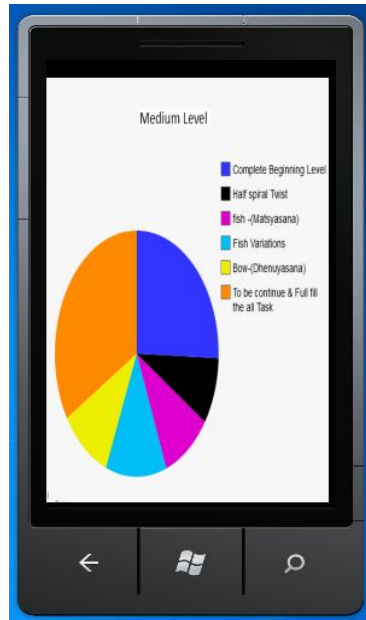 Medium Level
Complete Beginning Level
Half spiral Twist
fish -(Matsyasana)
Fish Variations
Bow-(Dhenuyasana)
To be continue & Full fill
the all Task